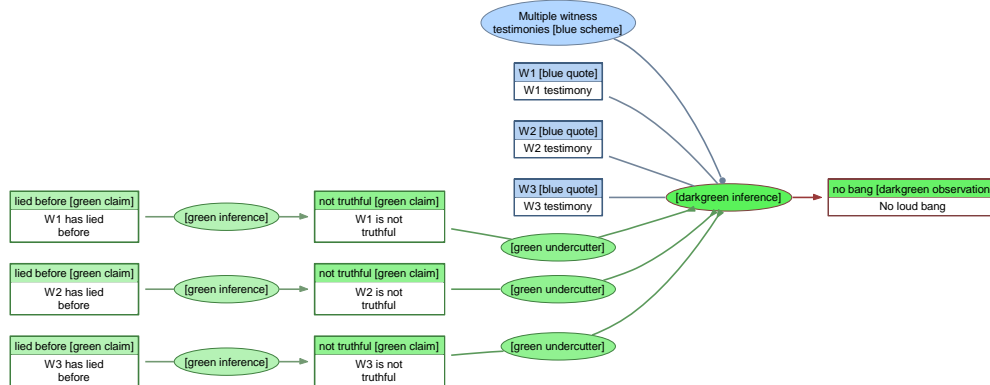 Multiple witness
testimonies [blue scheme]
W1 [blue quote]
W1 testimony
W2 [blue quote]
W2 testimony
W3 [blue quote]
W3 testimony
[darkgreen inference]
no bang [darkgreen observation]
No loud bang
lied before [green claim]
W1 has lied
before
[green inference]
not truthful [green claim]
W1 is not
truthful
[green undercutter]
lied before [green claim]
W2 has lied
before
[green inference]
not truthful [green claim]
W2 is not
truthful
[green undercutter]
lied before [green claim]
W3 has lied
before
[green inference]
not truthful [green claim]
W3 is not
truthful
[green undercutter]